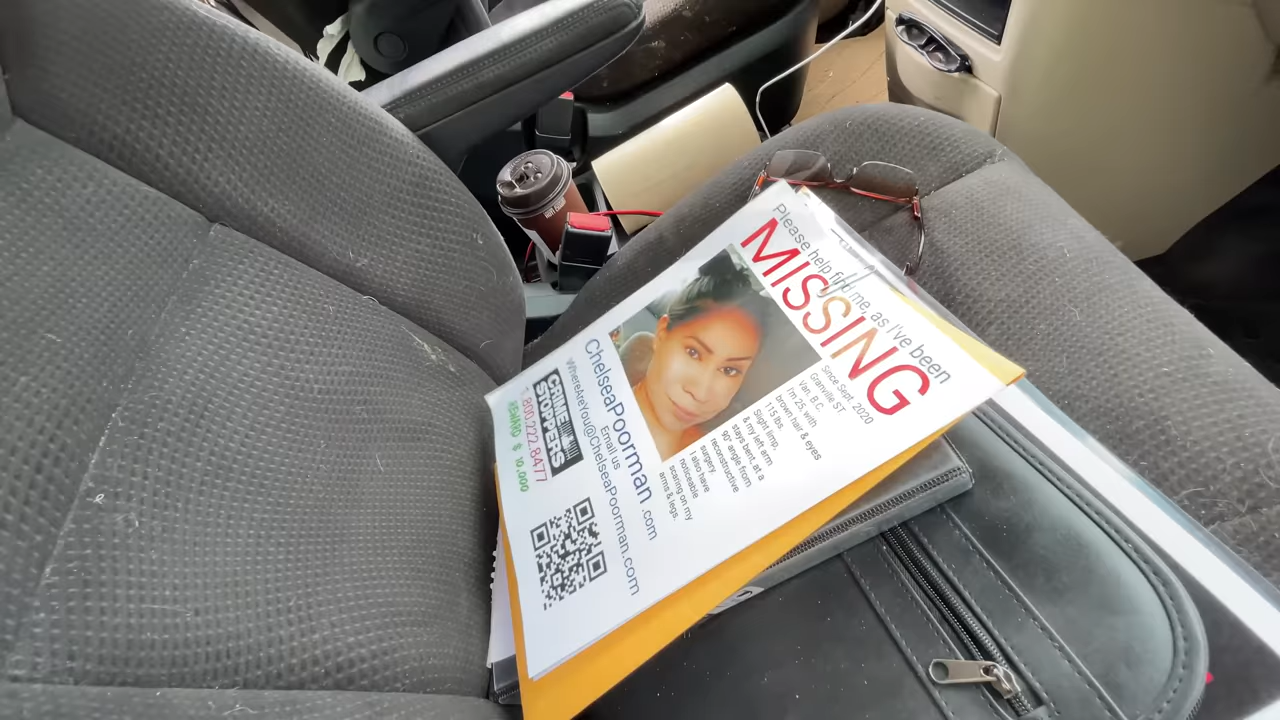 Please help find me, as I've been
MISSING
Since Sept. 2020
Granville ST
Van. B.C.
I'm 25, with
brown hair & eyes
115 lbs.
Slight limp,
& my left arm
stays bent, at a
90° angle from
reconstructive
surgery
I also have
noticeable
scaring on my
arms & legs.
ChelseaPoorman.com
Email us
WhereAreYou@ChelseaPoorman.com
CRIME
STOPPERS
1.800.222.8477
REWARD $ 10,000